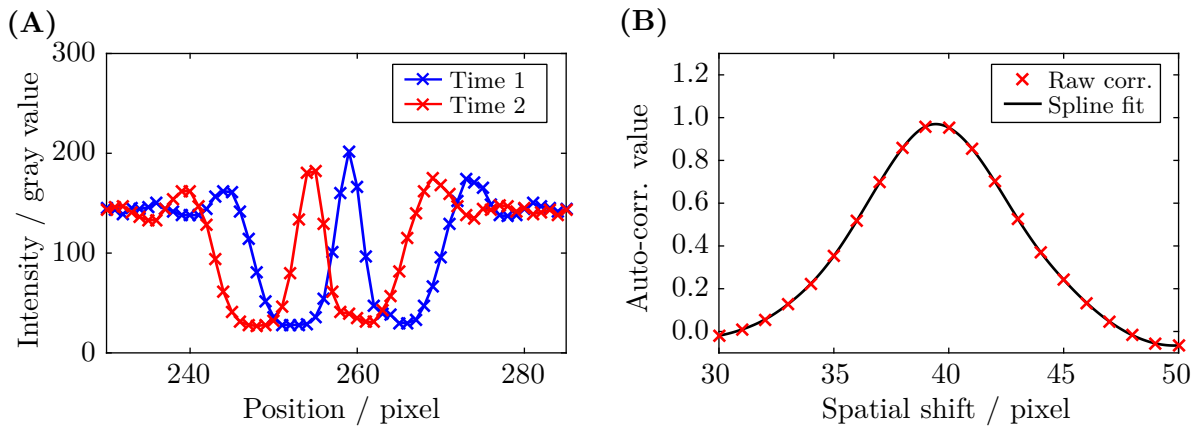 (A)
300
200
100
0
240
260
280
Intensity / gray value
Position / pixel
Time 1
Time 2
(B)
1.2
1.0
0.8
0.6
0.4
0.2
0.0
30
35
40
45
50
Auto-corr. value
Spatial shift / pixel
Raw corr.
Spline fit